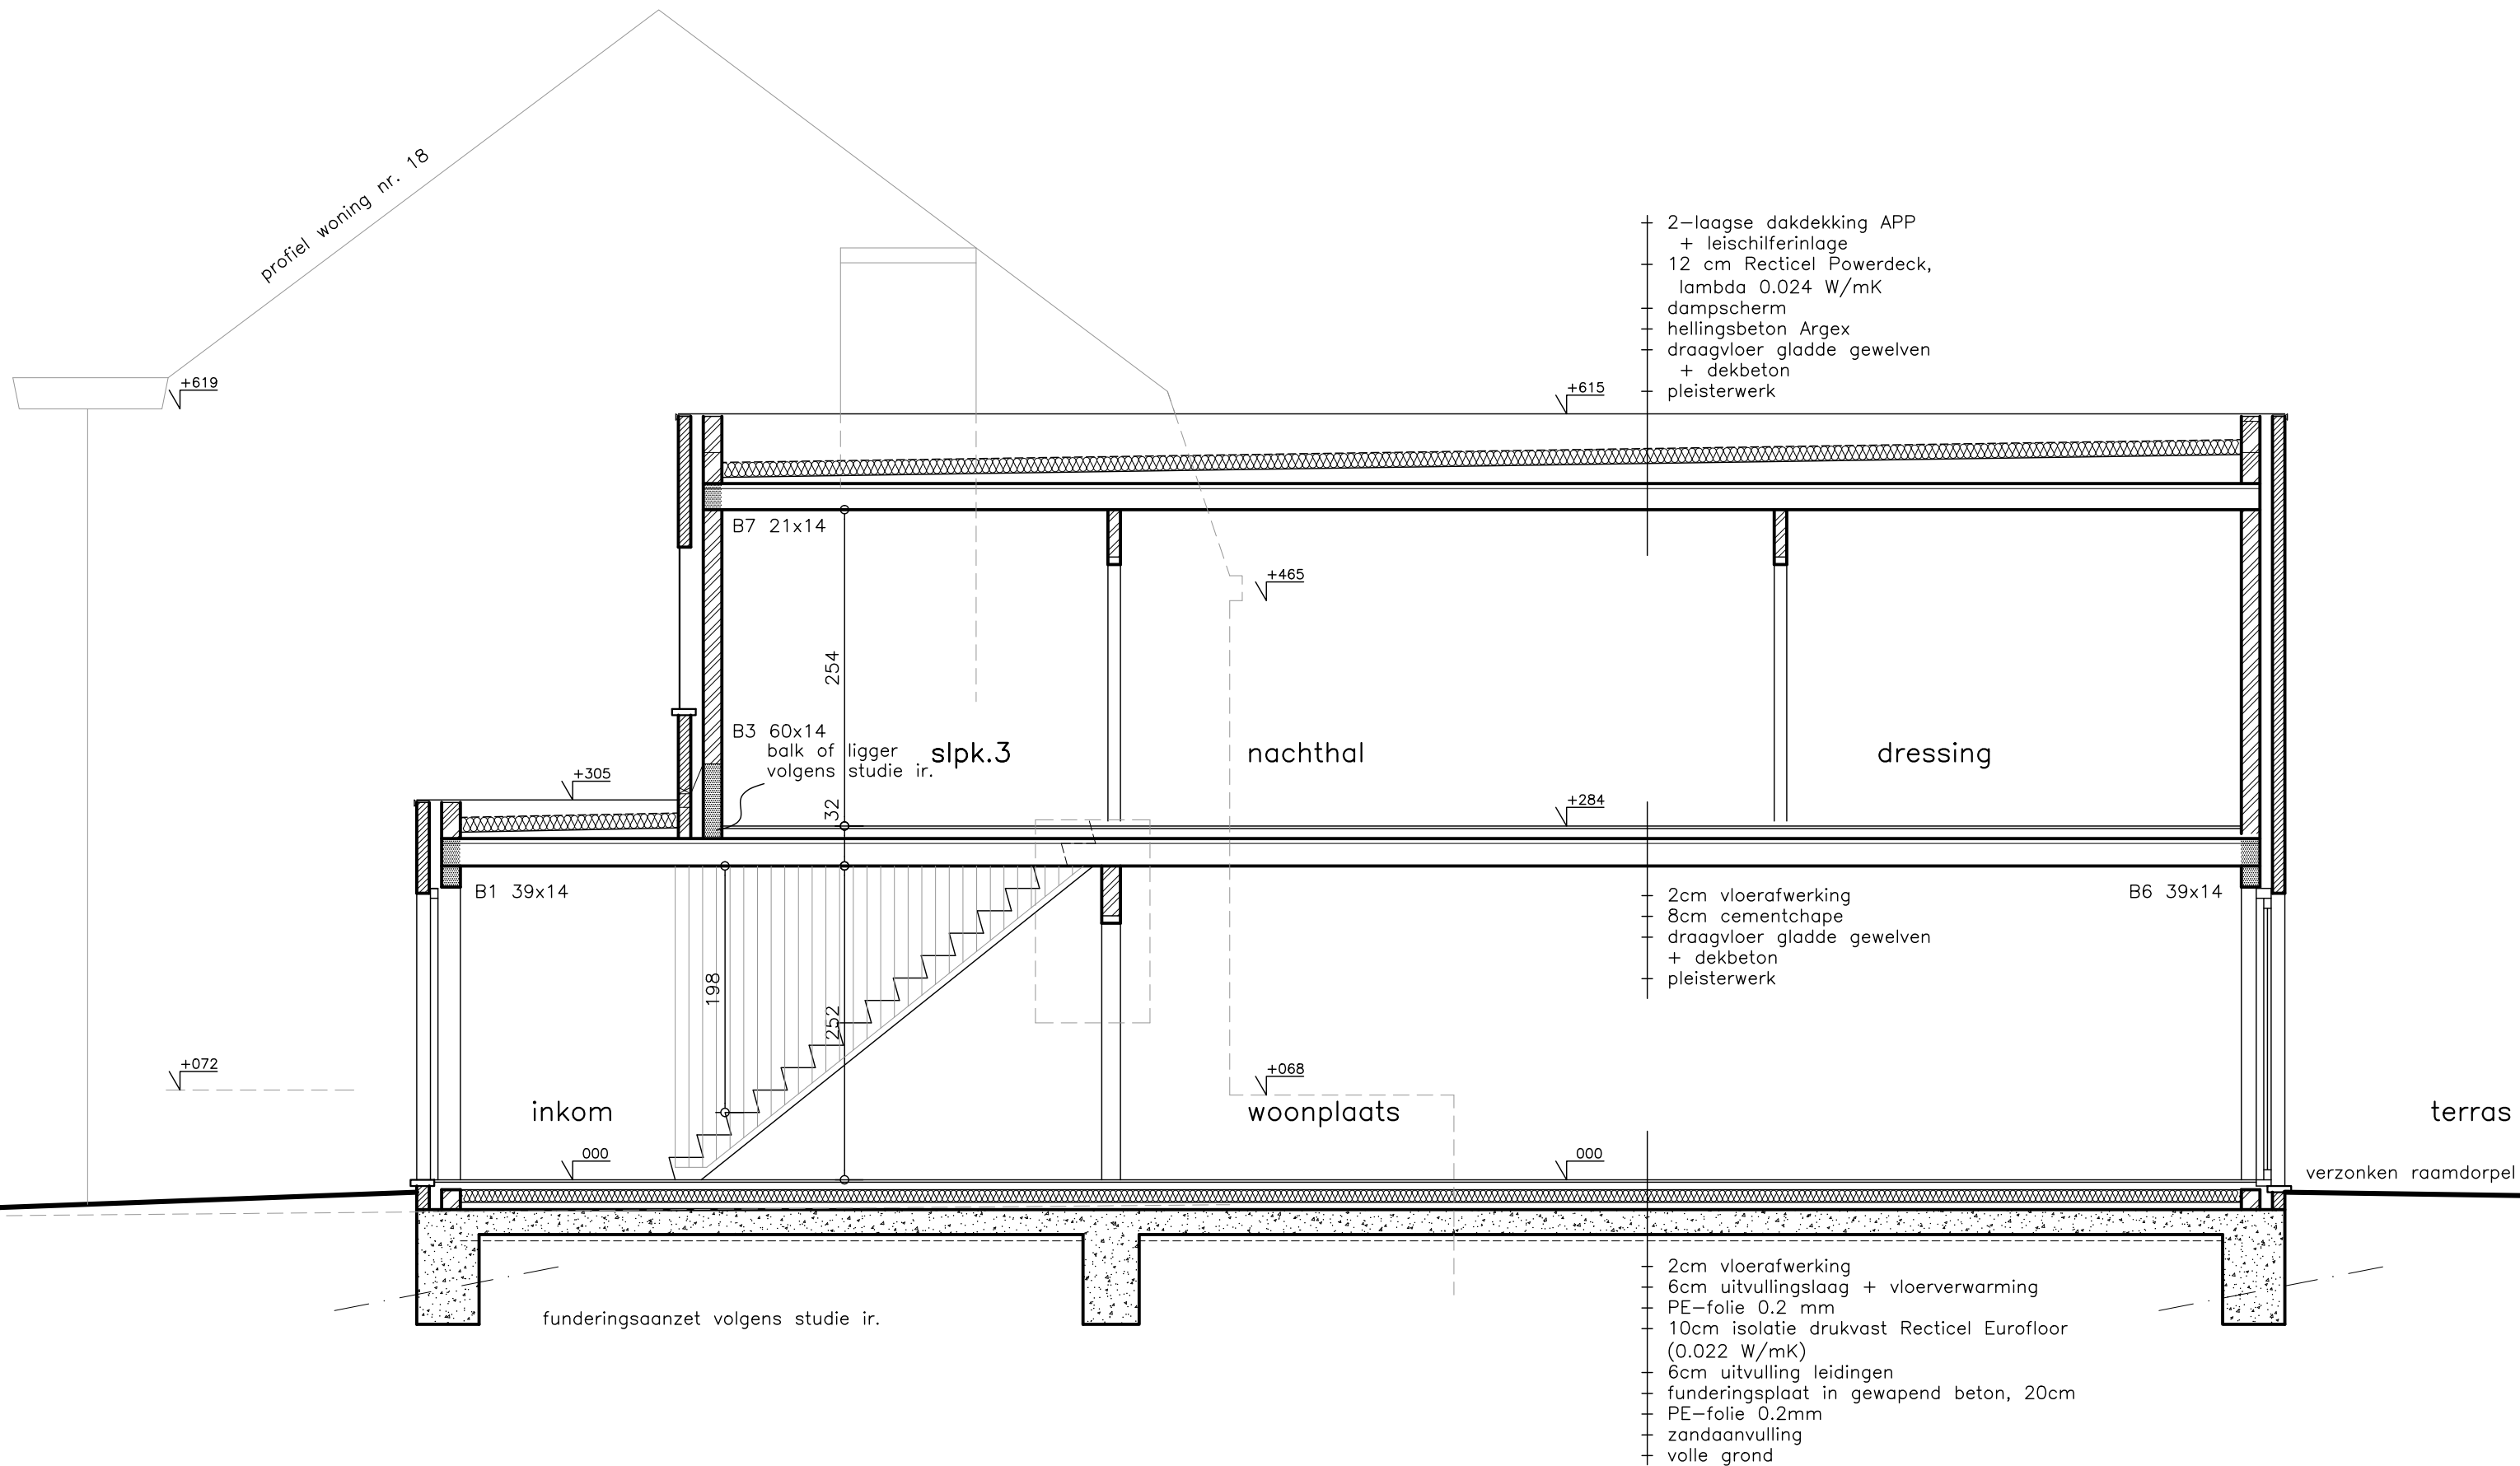 profiel woning nr. 18
2-laagse dakdekking APP
+ leischilferinlage
12 cm Recticel Powerdeck,
lambda 0.024 W/mK
dampscherm
hellingsbeton Argex
draagvloer gladde gewelven
+ dekbeton
pleisterwerk
+619
+615
B7 21x14
+465
254
B3 60x14
balk of ligger
volgens studie ir.
slpk.3
nachthal
dressing
+305
32
+284
B1 39x14
B6 39x14
2cm vloerafwerking
8cm cementchape
draagvloer gladde gewelven
+ dekbeton
pleisterwerk
198
252
+072
+068
inkom
woonplaats
terras
000
000
verzonken raamdorpel
2cm vloerafwerking
6cm uitvullingslaag + vloerverwarming
PE-folie 0.2 mm
10cm isolatie drukvast Recticel Eurofloor
(0.022 W/mK)
6cm uitvulling leidingen
funderingsplaat in gewapend beton, 20cm
PE-folie 0.2mm
zandaanvulling
volle grond
funderingsaanzet volgens studie ir.